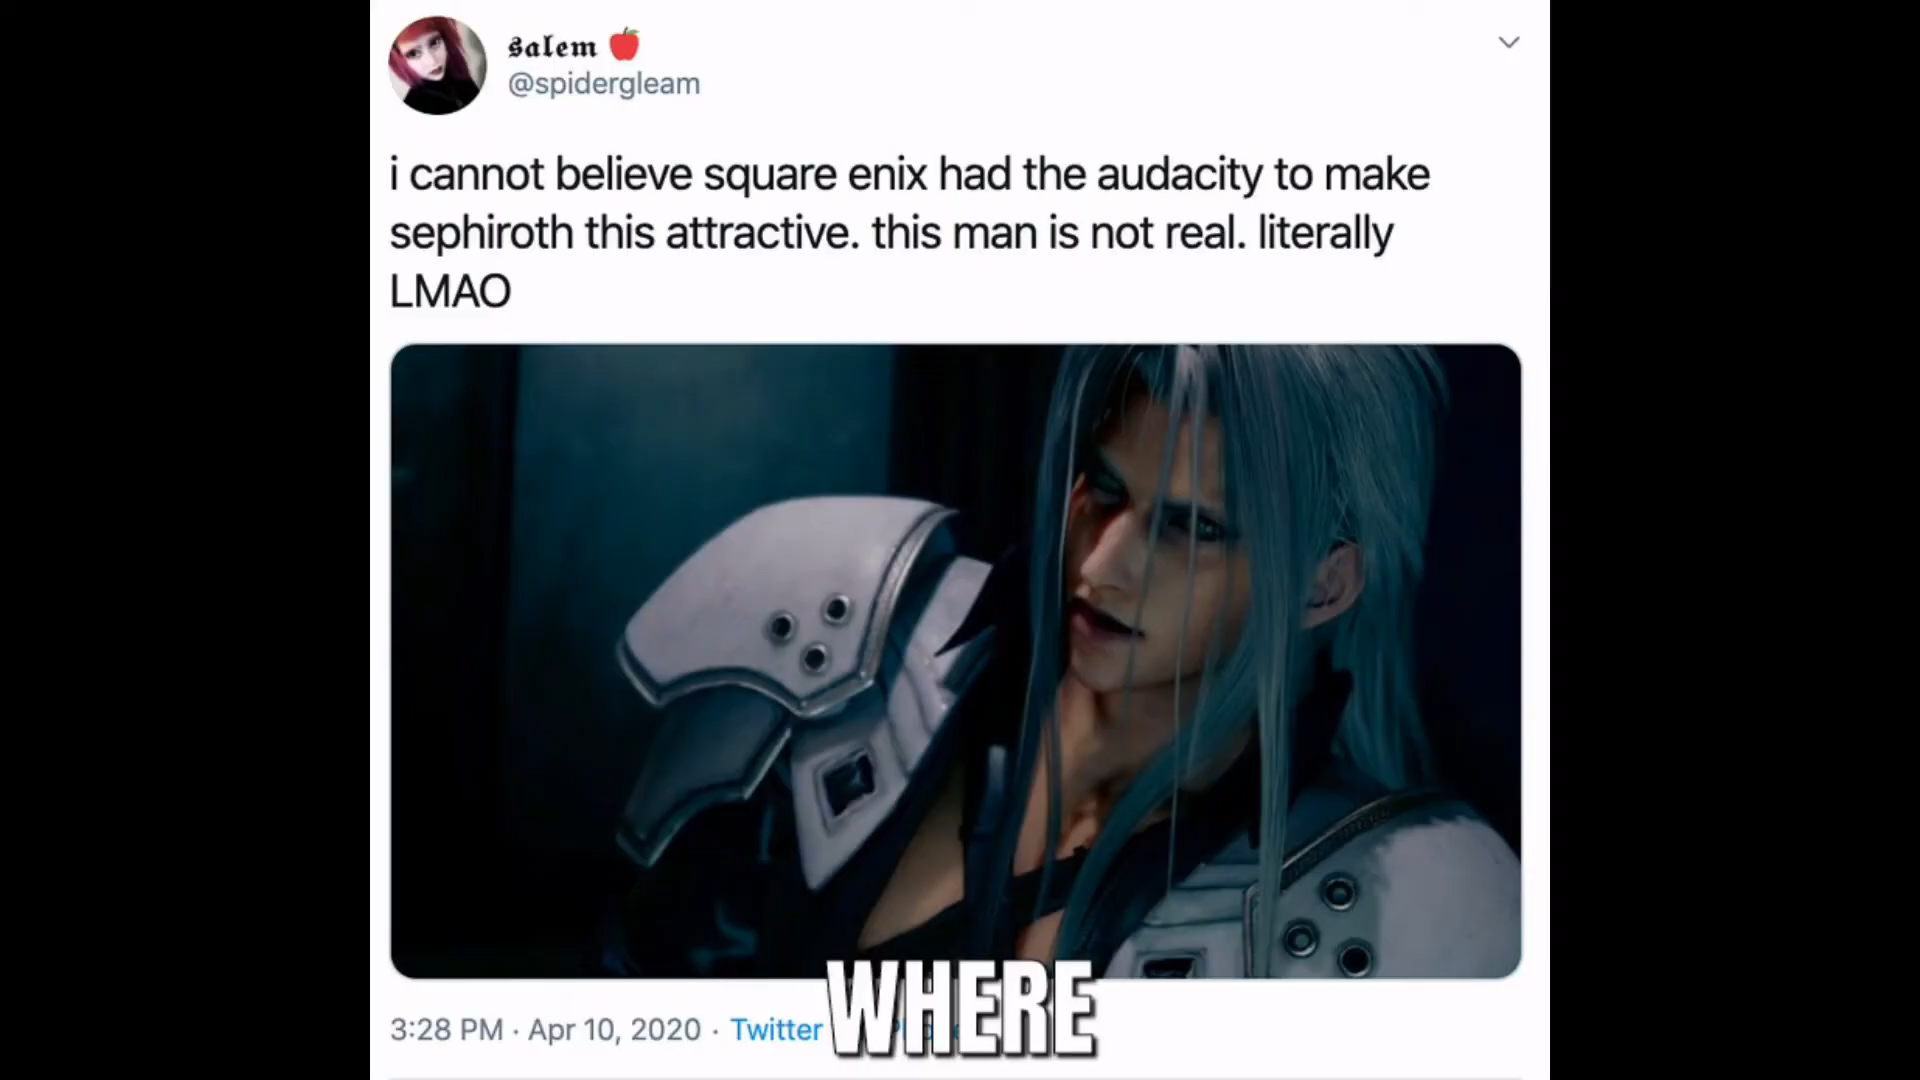 salem 🍎
@spidergleam
i cannot believe square enix had the audacity to make
sephiroth this attractive. this man is not real. literally
LMAO
3:28 PM · Apr 10, 2020 · Twitter
WHERE